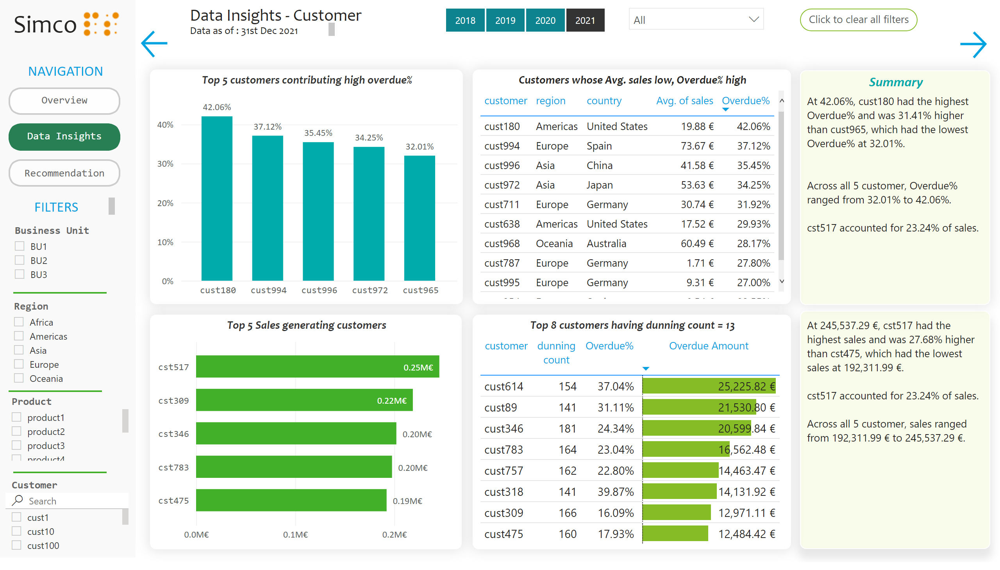 Simco
NAVIGATION
Overview
Data Insights
Recommendation
FILTERS
Business Unit
BU1
BU2
BU3
Region
Africa
Americas
Asia
Europe
Oceania
Product
product1
product2
product3
product4
Customer
Search
cust1
cust10
cust100
Data Insights - Customer
Data as of : 31st Dec 2021
2018 2019 2020 2021
All
Click to clear all filters
Top 5 customers contributing high overdue%
42.06%
37.12%
35.45%
34.25%
32.01%
40%
30%
20%
10%
0%
cust180 cust994 cust996 cust972 cust965
Customers whose Avg. sales low, Overdue% high
customer region country Avg. of sales Overdue%
cust180 Americas United States 19.88 € 42.06%
cust994 Europe Spain 73.67 € 37.12%
cust996 Asia China 41.58 € 35.45%
cust972 Asia Japan 53.63 € 34.25%
cust711 Europe Germany 30.74 € 31.92%
cust638 Americas United States 17.52 € 29.93%
cust968 Oceania Australia 60.49 € 28.17%
cust787 Europe Germany 1.71 € 27.80%
cust995 Europe Germany 9.31 € 27.00%
Summary
At 42.06%, cust180 had the highest
Overdue% and was 31.41% higher
than cust965, which had the lowest
Overdue% at 32.01%.
Across all 5 customer, Overdue%
ranged from 32.01% to 42.06%.
cst517 accounted for 23.24% of sales.
Top 5 Sales generating customers
cst517 0.25M€
cst309 0.22M€
cst346 0.20M€
cst783 0.20M€
cst475 0.19M€
0.0M€ 0.1M€ 0.2M€
Top 8 customers having dunning count = 13
customer dunning Overdue% Overdue Amount
count
cust614 154 37.04% 25,225.82 €
cust89 141 31.11% 21,530.80 €
cust346 181 24.34% 20,599.84 €
cust783 164 23.04% 16,562.48 €
cust757 162 22.80% 14,463.47 €
cust318 141 39.87% 14,131.92 €
cust309 166 16.09% 12,971.11 €
cust475 160 17.93% 12,484.42 €
At 245,537.29 €, cst517 had the
highest sales and was 27.68% higher
than cst475, which had the lowest
sales at 192,311.99 €.
cst517 accounted for 23.24% of sales.
Across all 5 customer, sales ranged
from 192,311.99 € to 245,537.29 €.